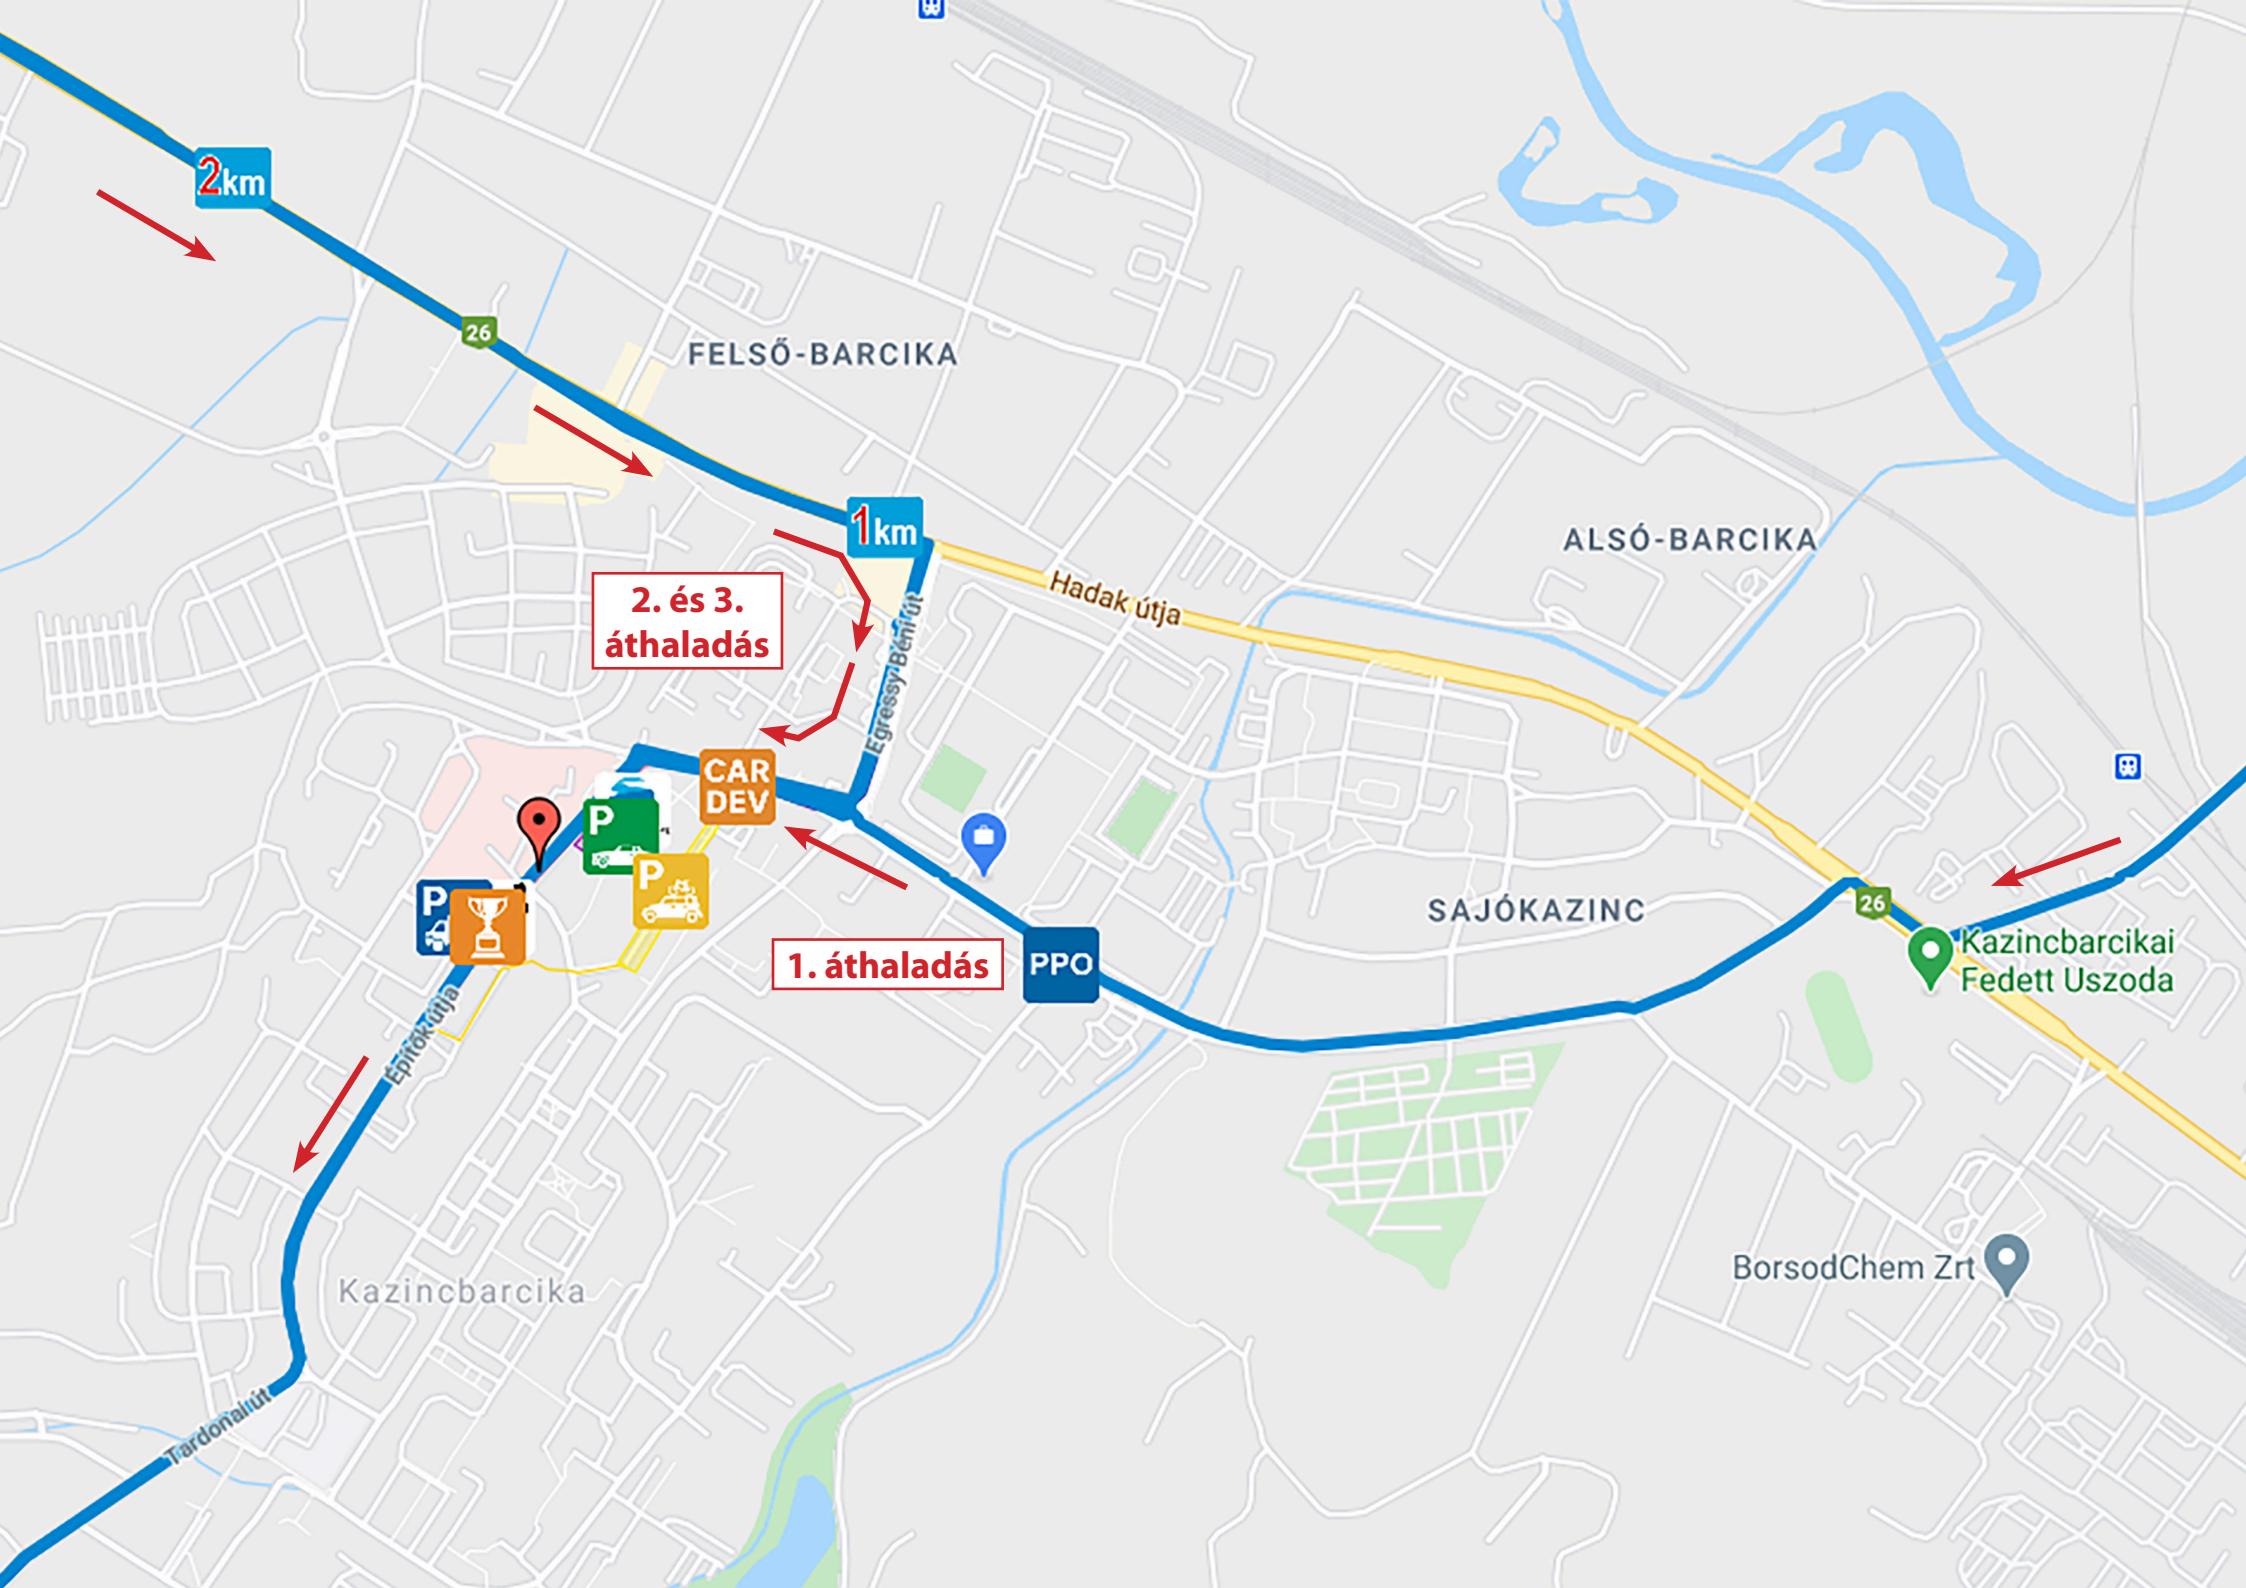 2km
26
FELSŐ-BARCIKA
1km
ALSÓ-BARCIKA
Hadak útja
2. és 3.
áthaladás
Egressy Béni út
CAR
DEV
P
P
P
26
SAJÓKAZINC
Kazincbarcikai
Fedett Uszoda
1. áthaladás
PPO
Építők útja
BorsodChem Zrt
Kazincbarcika
Tardonai út